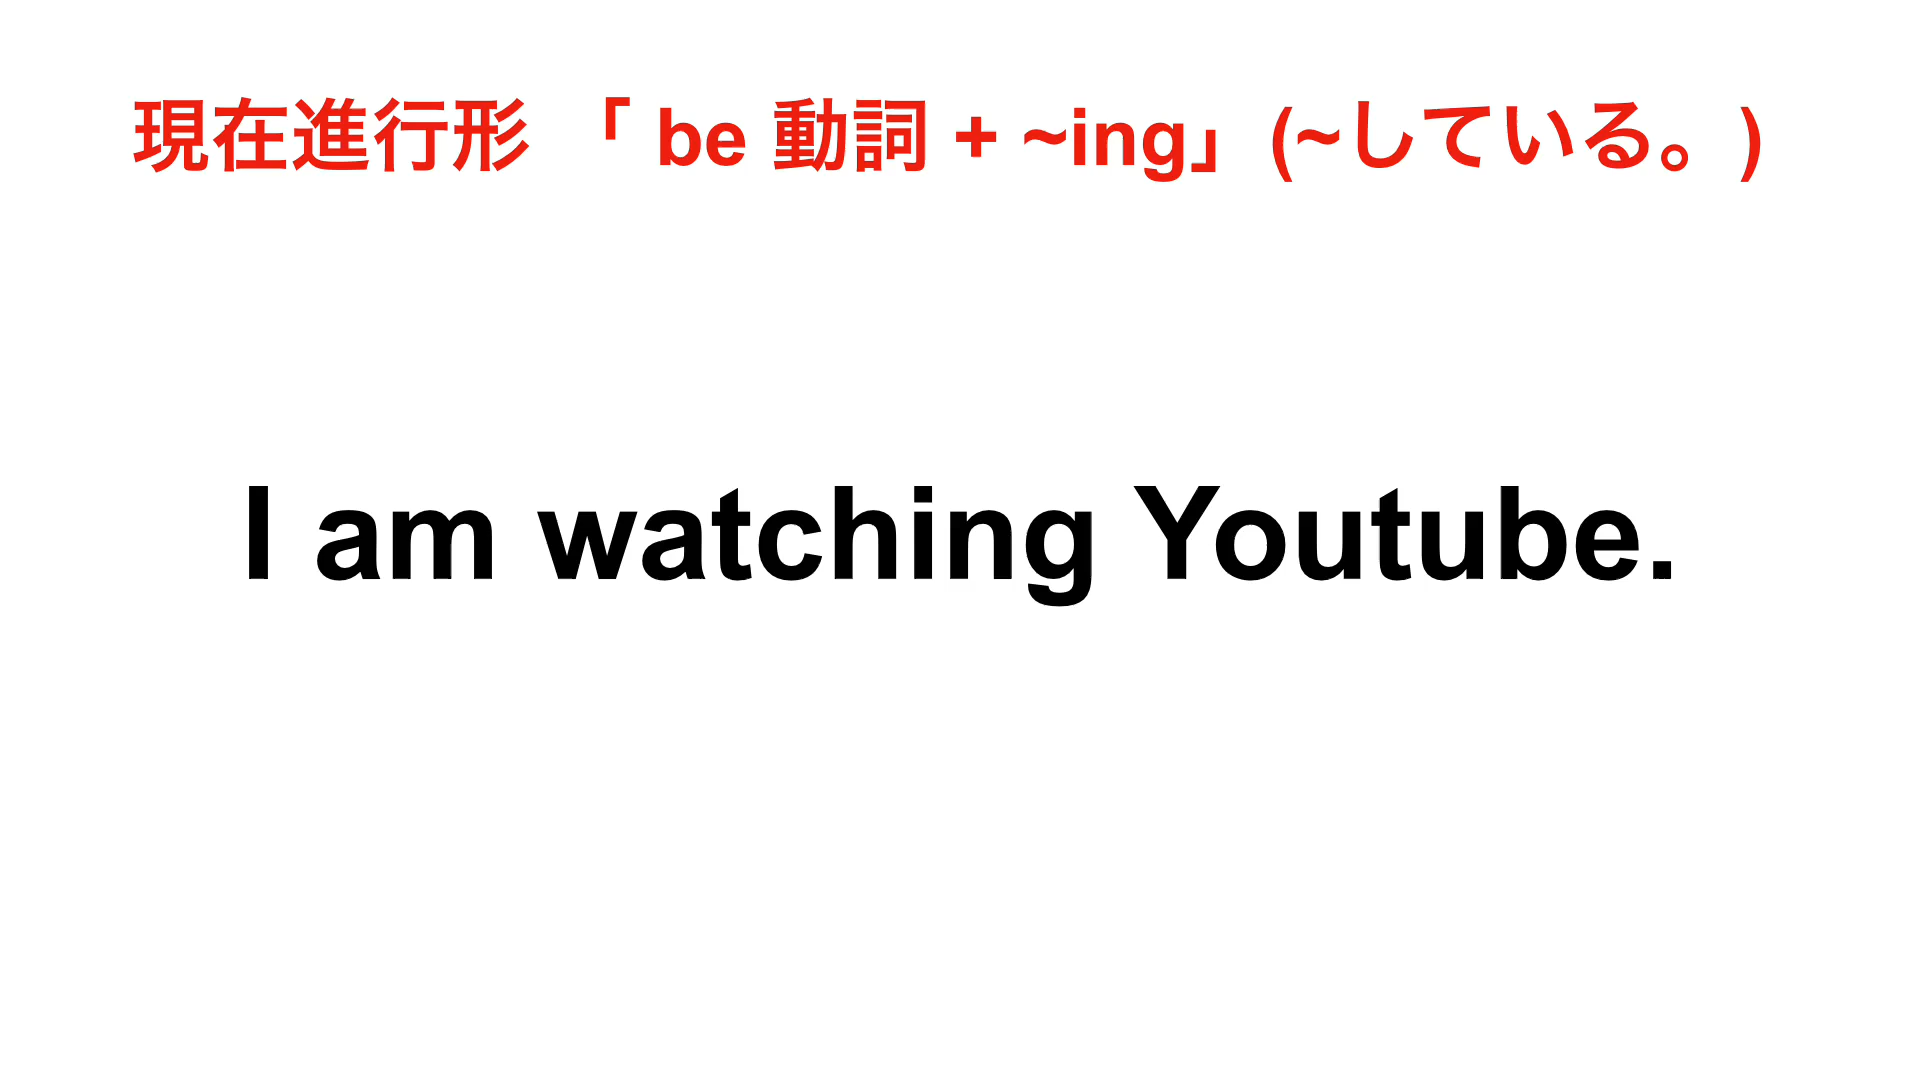 現在進行形 「 be 動詞 + ~ing」(~している。)
I am watching Youtube.